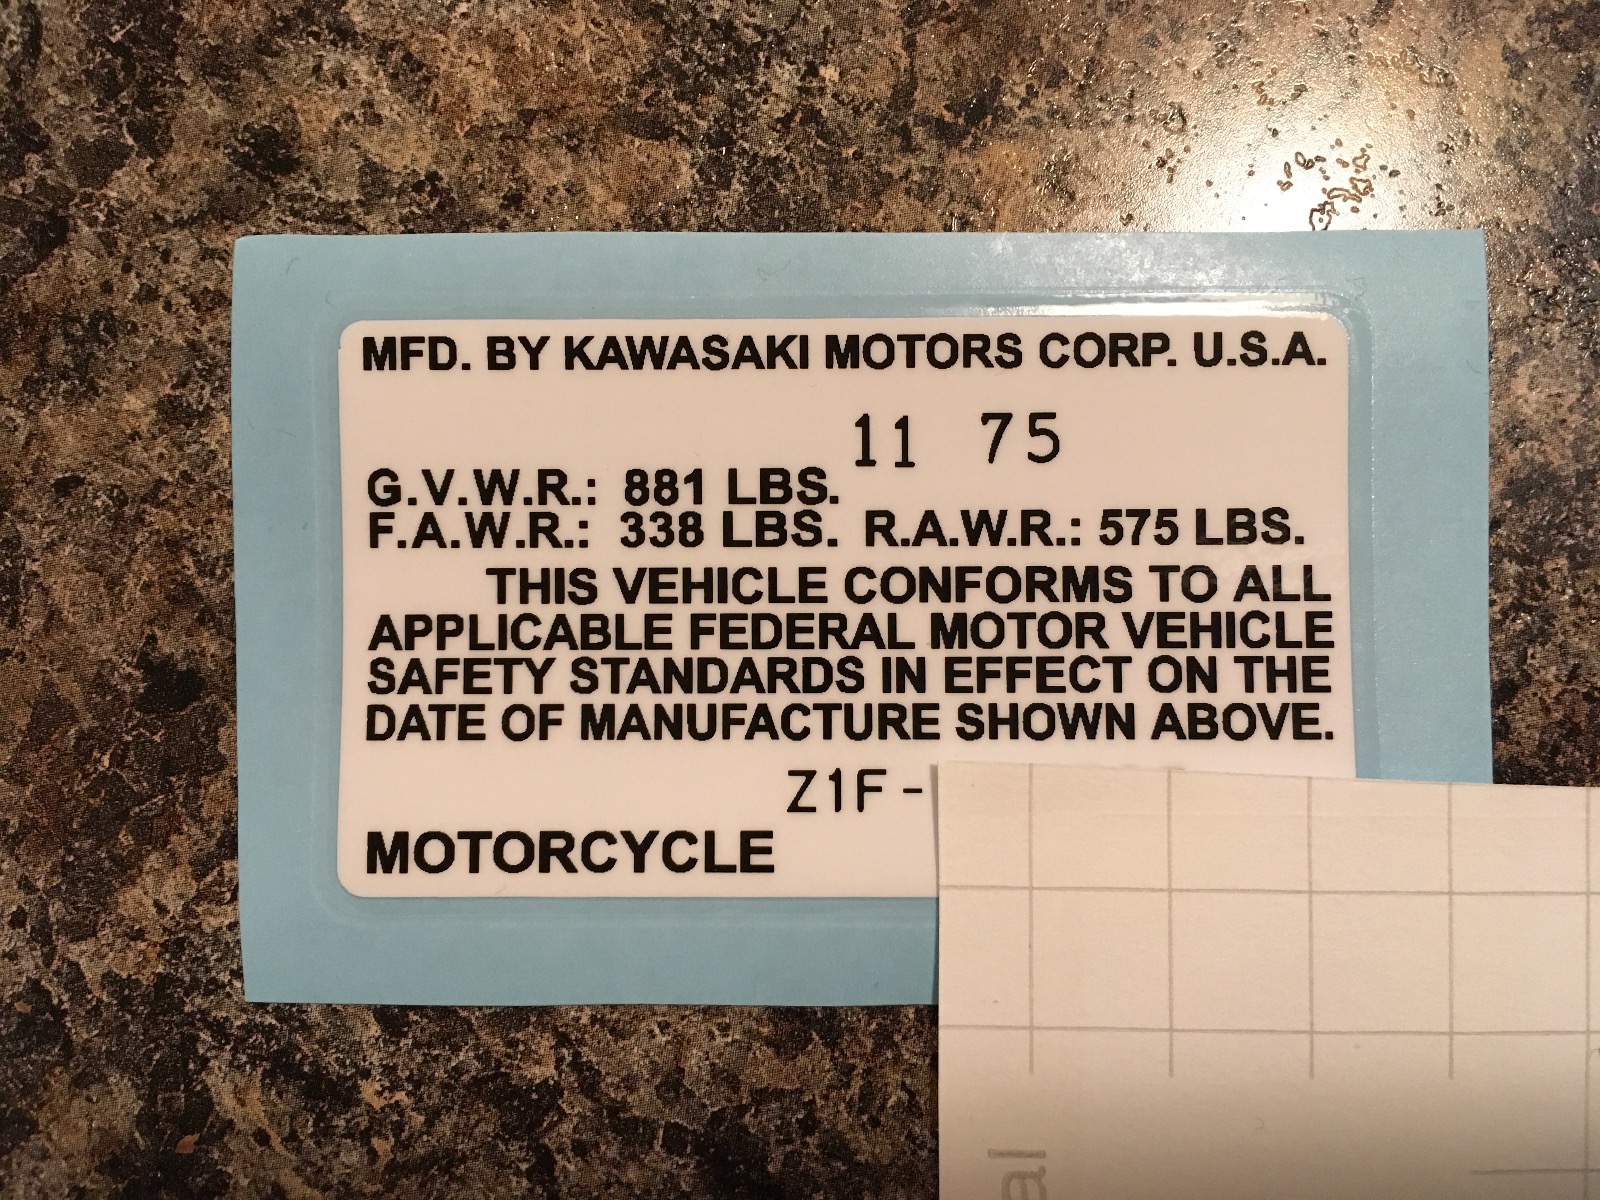 MFD. BY KAWASAKI MOTORS CORP. U.S.A.
11 75
G.V.W.R.: 881 LBS.
F.A.W.R.: 338 LBS. R.A.W.R.: 575 LBS.
THIS VEHICLE CONFORMS TO ALL
APPLICABLE FEDERAL MOTOR VEHICLE
SAFETY STANDARDS IN EFFECT ON THE
DATE OF MANUFACTURE SHOWN ABOVE.
Z1F-
MOTORCYCLE
al